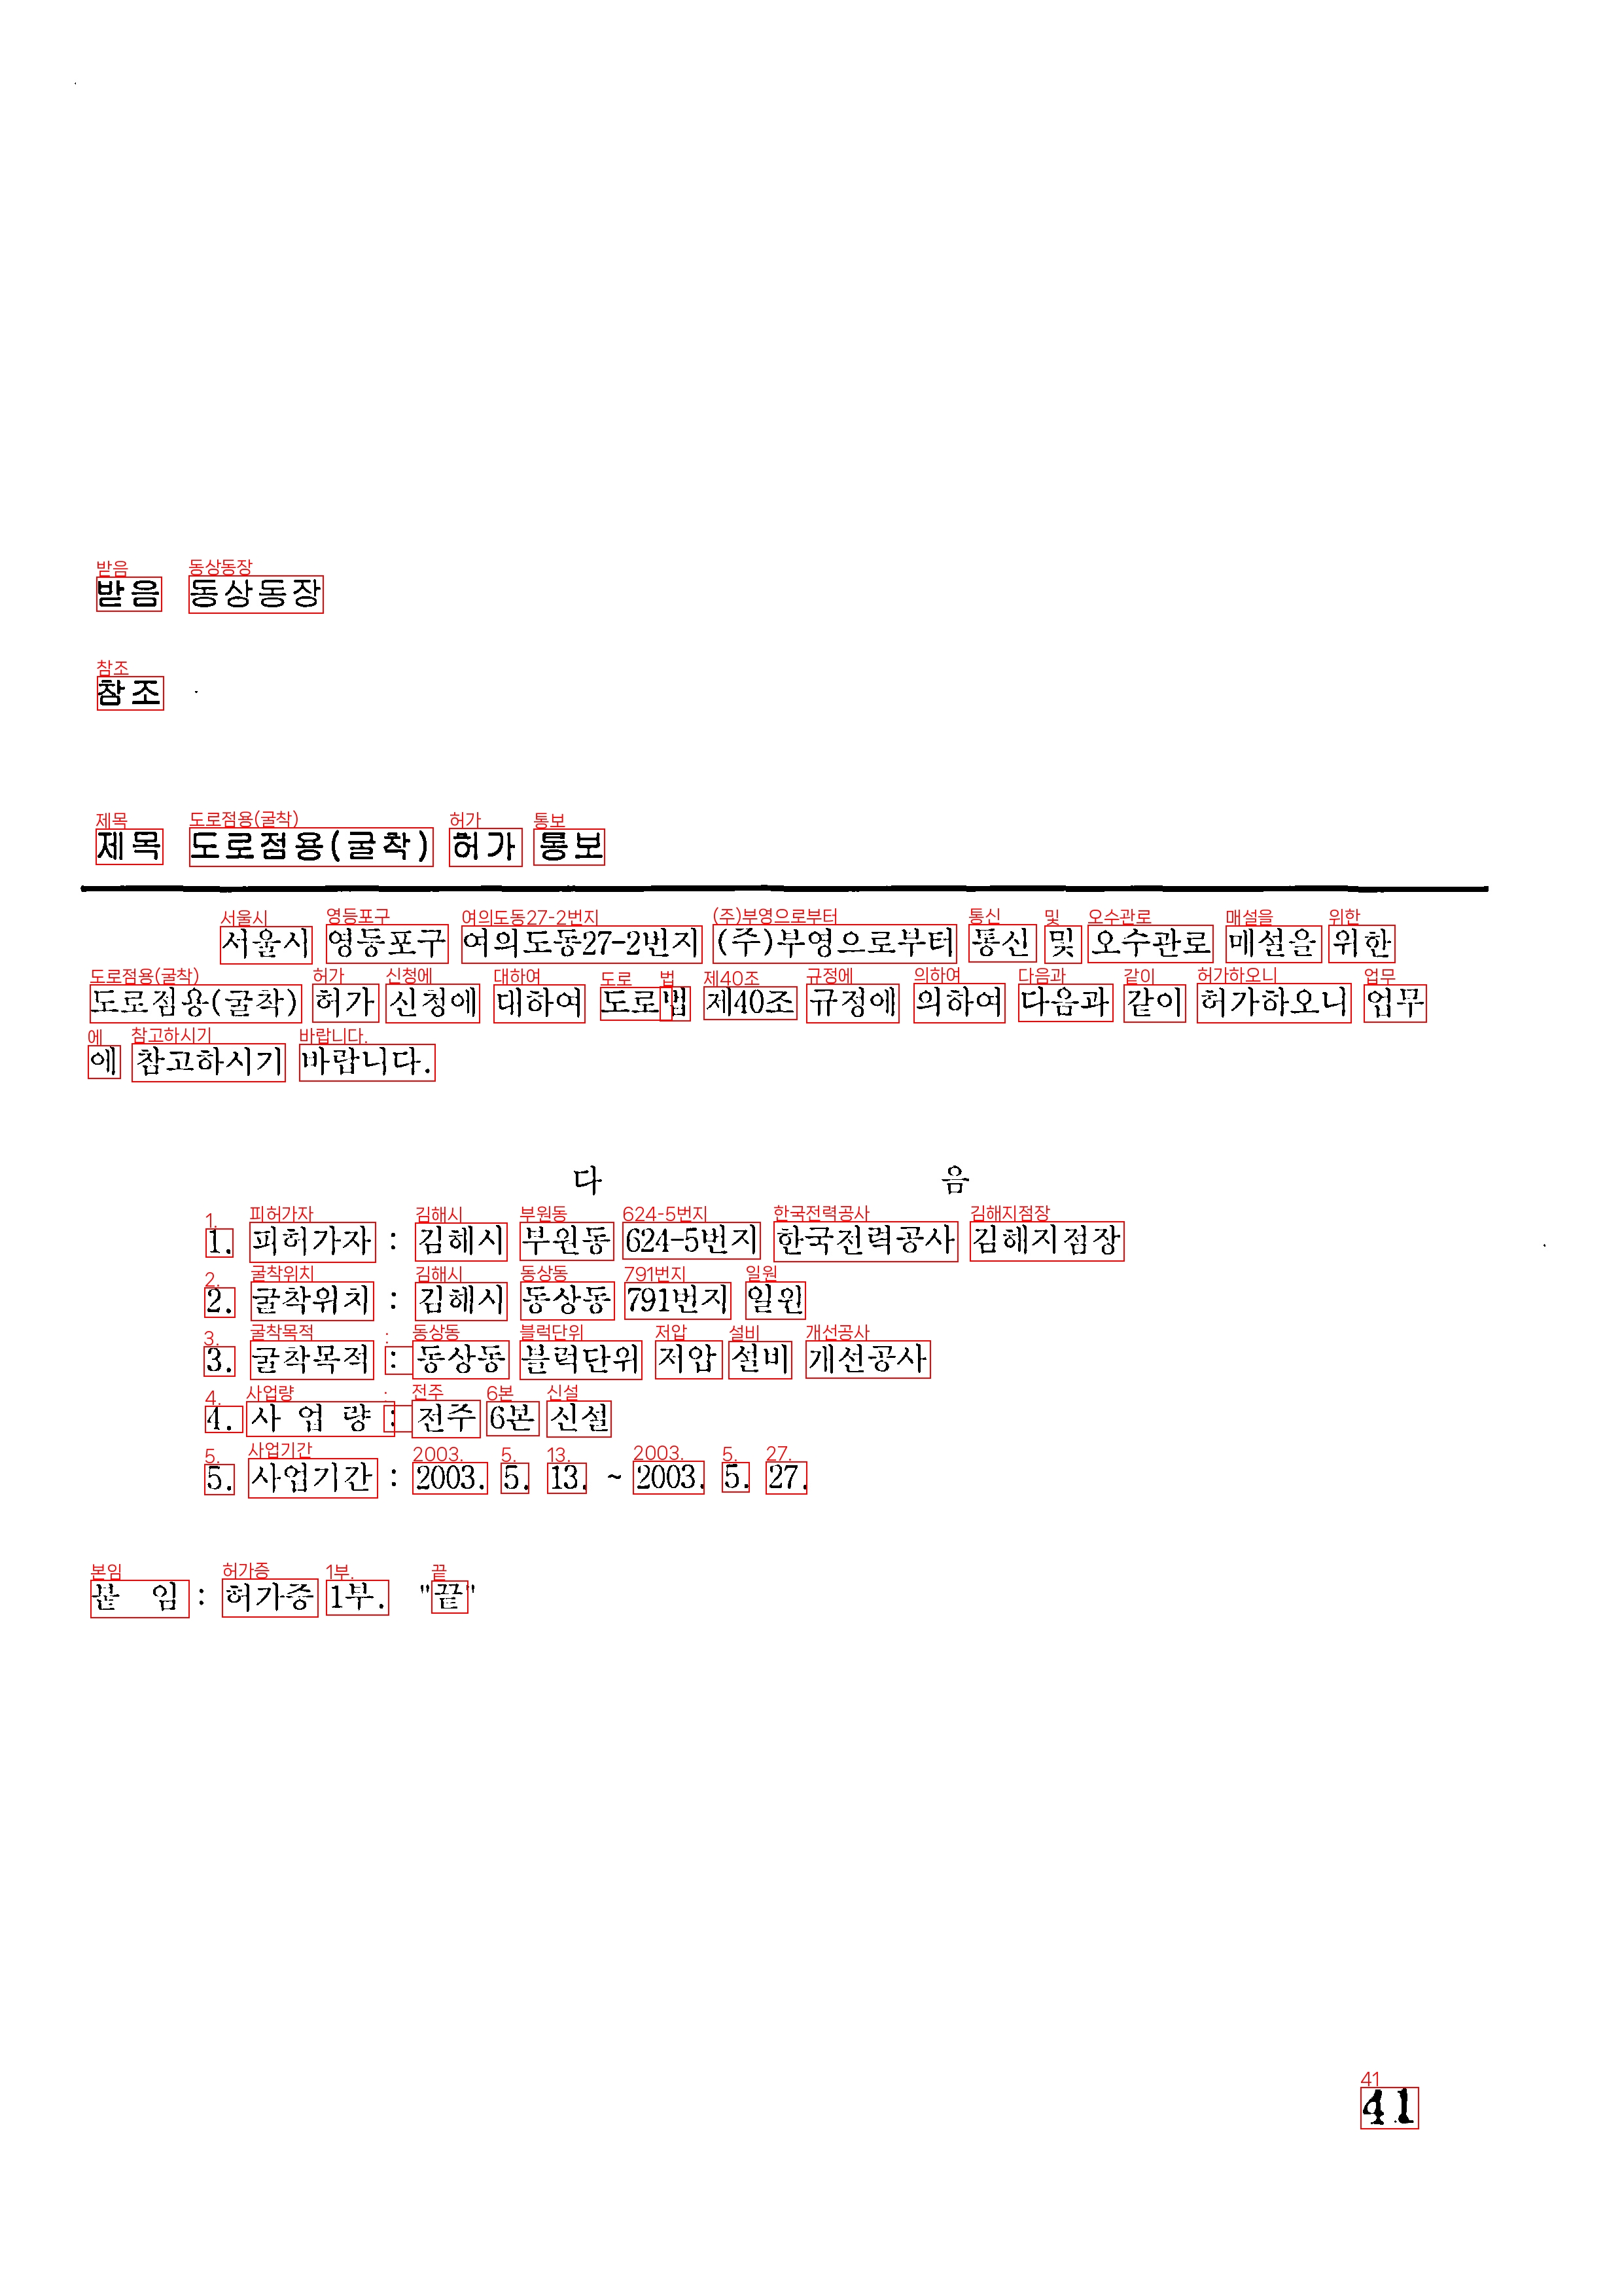 받음 동상동장
참조
제목 도로점용(굴착) 허가 통보
서울시 영등포구 여의도동27-2번지 (주)부영으로부터 통신 및 오수관로 매설을 위한
도로점용(굴착) 허가 신청에 대하여 도로법 제40조 규정에 의하여 다음과 같이 허가하오니 업무
에 참고하시기 바랍니다.
다 음
1. 피허가자 : 김해시 부원동 624-5번지 한국전력공사 김해지점장
2. 굴착위치 : 김해시 동상동 791번지 일원
3. 굴착목적 : 동상동 블럭단위 저압 설비 개선공사
4. 사 업 량 : 전주 6본 신설
5. 사업기간 : 2003. 5. 13. ~ 2003. 5. 27.
붙 임 : 허가증 1부. "끝"
41